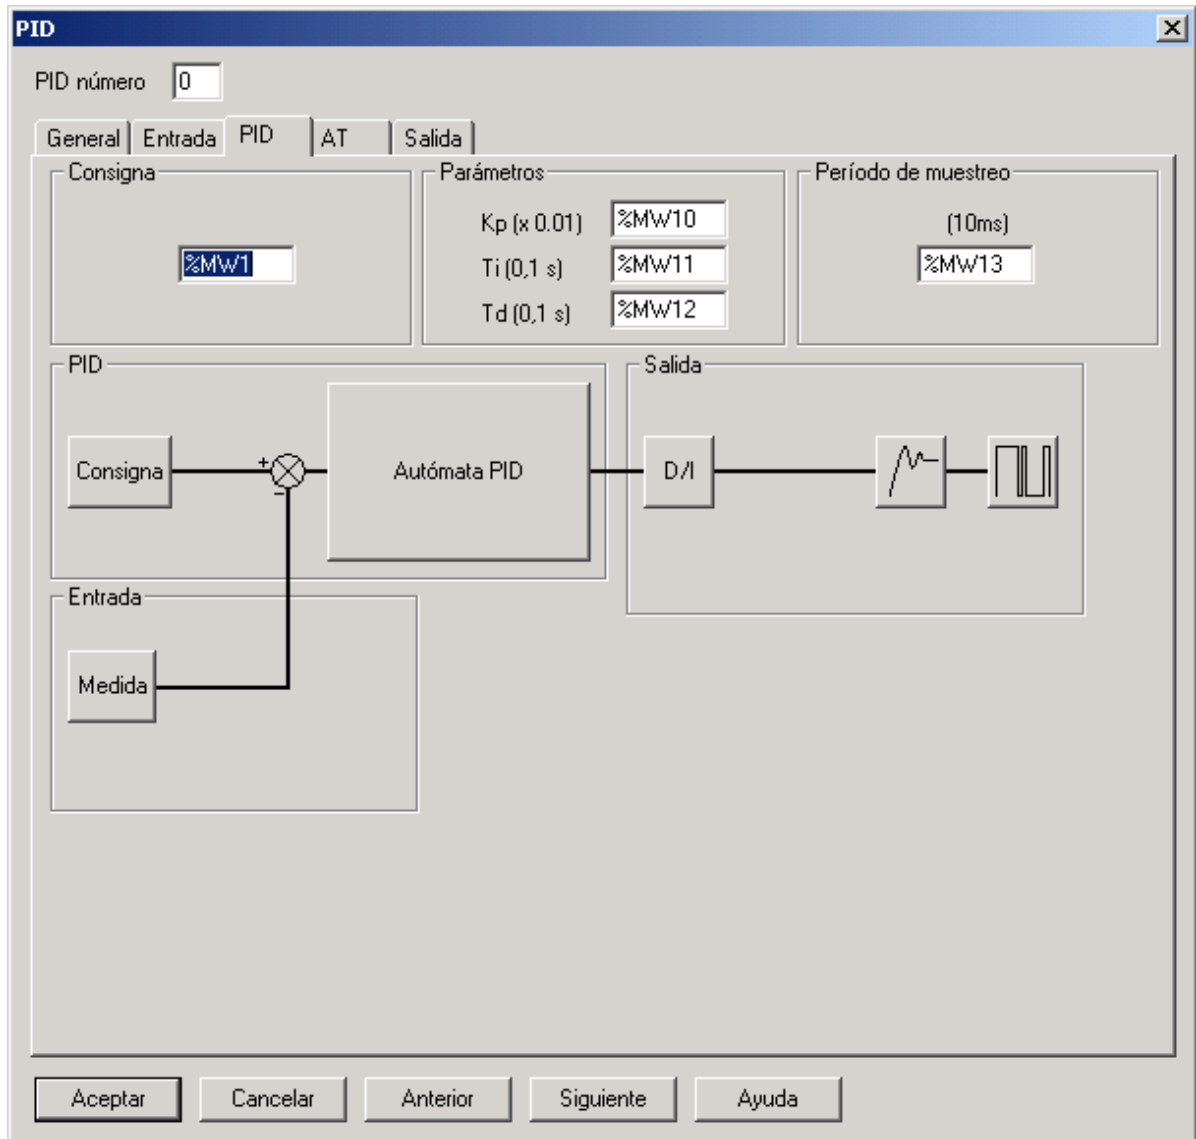 PID
PID número 0
General Entrada PID AT Salida
Consigna
%MW1
Parámetros
Kp (x 0.01) %MW10
Ti (0,1 s) %MW11
Td (0,1 s) %MW12
Período de muestreo
(10ms)
%MW13
PID
Consigna
+
-
Autómata PID
Salida
D/I
Entrada
Medida
Aceptar Cancelar Anterior Siguiente Ayuda